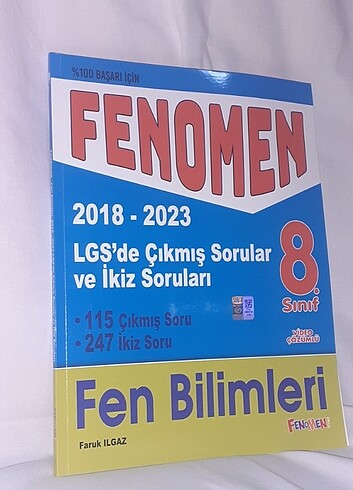 %100 BAŞARI İÇİN
FENOMEN
2018 - 2023
LGS'de Çıkmış Sorular
ve İkiz Soruları
8.
Sınıf
• 115 Çıkmış Soru
• 247 İkiz Soru
VİDEO
ÇÖZÜMLÜ
Fen Bilimleri
Faruk ILGAZ
FENOMEN